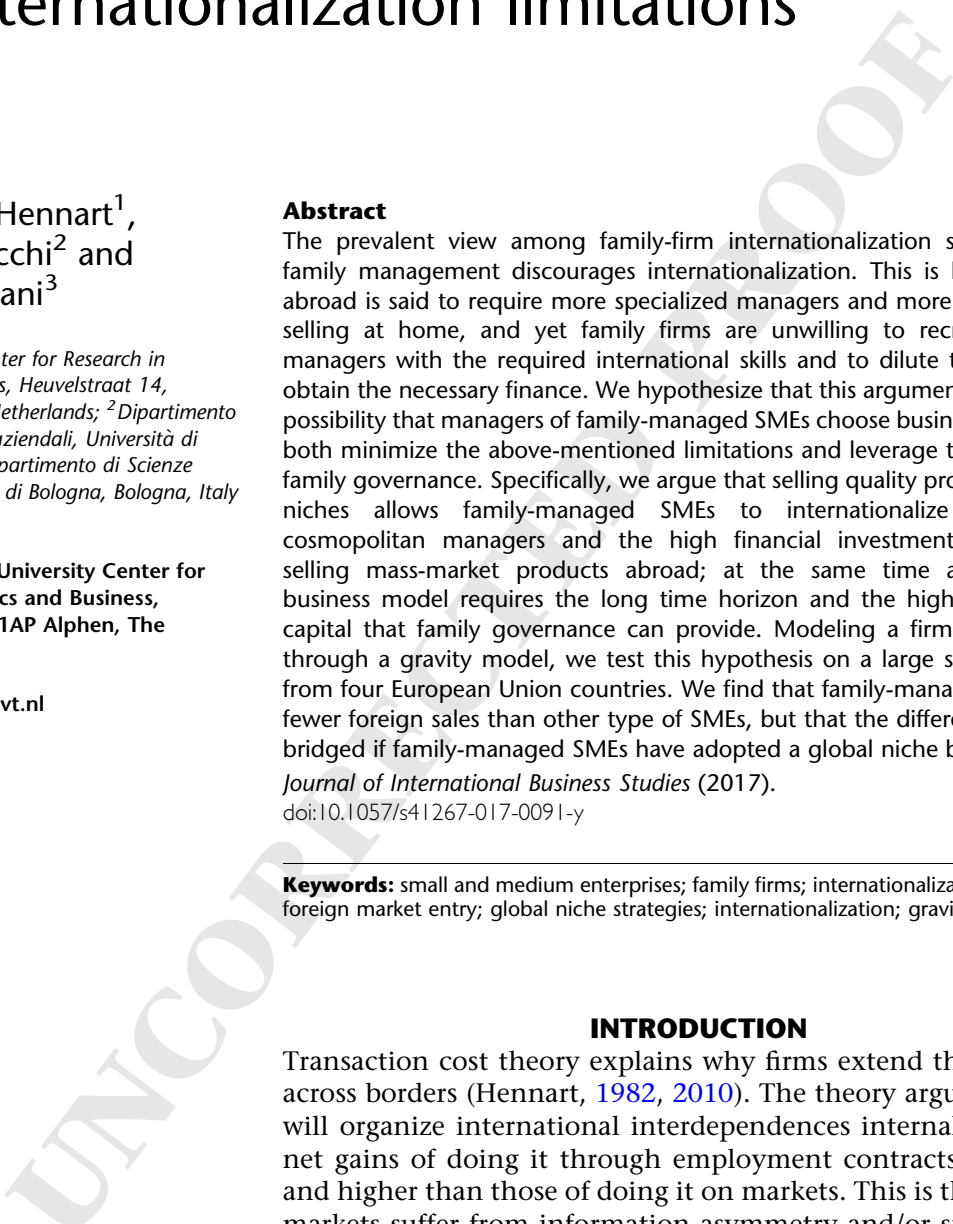 ternationalization limitations
Hennart1,
cchi2 and
ani3
ter for Research in
s, Heuvelstraat 14,
Netherlands; 2Dipartimento
aziendali, Università di
partimento di Scienze
di Bologna, Bologna, Italy
University Center for
cs and Business,
1AP Alphen, The
vt.nl
Abstract
The prevalent view among family-firm internationalization s
family management discourages internationalization. This is
abroad is said to require more specialized managers and more
selling at home, and yet family firms are unwilling to recr
managers with the required international skills and to dilute t
obtain the necessary finance. We hypothesize that this argumen
possibility that managers of family-managed SMEs choose busin
both minimize the above-mentioned limitations and leverage t
family governance. Specifically, we argue that selling quality pro
niches allows family-managed SMEs to internationalize
cosmopolitan managers and the high financial investment
selling mass-market products abroad; at the same time a
business model requires the long time horizon and the high
capital that family governance can provide. Modeling a firm
through a gravity model, we test this hypothesis on a large s
from four European Union countries. We find that family-mana
fewer foreign sales than other type of SMEs, but that the differe
bridged if family-managed SMEs have adopted a global niche b
Journal of International Business Studies (2017).
doi:10.1057/s41267-017-0091-y
Keywords: small and medium enterprises; family firms; internationaliza
foreign market entry; global niche strategies; internationalization; gravi
INTRODUCTION
Transaction cost theory explains why firms extend th
across borders (Hennart, 1982, 2010). The theory argu
will organize international interdependences internal
net gains of doing it through employment contracts
and higher than those of doing it on markets. This is th
markets suffer from information asymmetry and/or s
UNCORRECTED PROOF